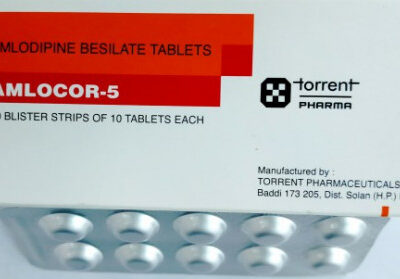 MLODIPINE BESILATE TABLETS
AMLOCOR-5
BLISTER STRIPS OF 10 TABLETS EACH
torrent
PHARMA
Manufactured by :
TORRENT PHARMACEUTICALS
Baddi 173 205, Dist. Solan (H.P.)